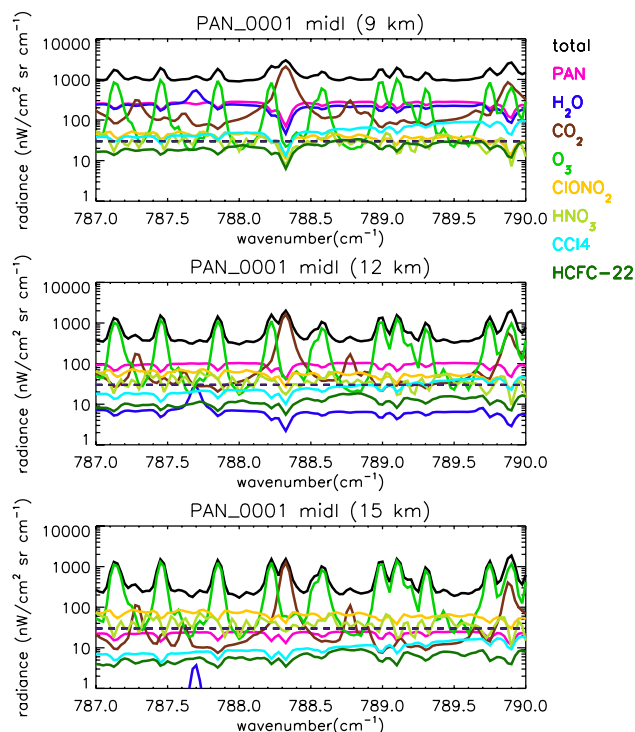 PAN_0001 midl (9 km)
radiance (nW/cm² sr cm⁻¹)
10000
1000
100
10
1
787.0 787.5 788.0 788.5 789.0 789.5 790.0
wavenumber(cm⁻¹)
total
PAN
H₂O
CO₂
O₃
ClONO₂
HNO₃
CCl4
HCFC-22
PAN_0001 midl (12 km)
radiance (nW/cm² sr cm⁻¹)
10000
1000
100
10
1
787.0 787.5 788.0 788.5 789.0 789.5 790.0
wavenumber(cm⁻¹)
PAN_0001 midl (15 km)
radiance (nW/cm² sr cm⁻¹)
10000
1000
100
10
1
787.0 787.5 788.0 788.5 789.0 789.5 790.0
wavenumber(cm⁻¹)